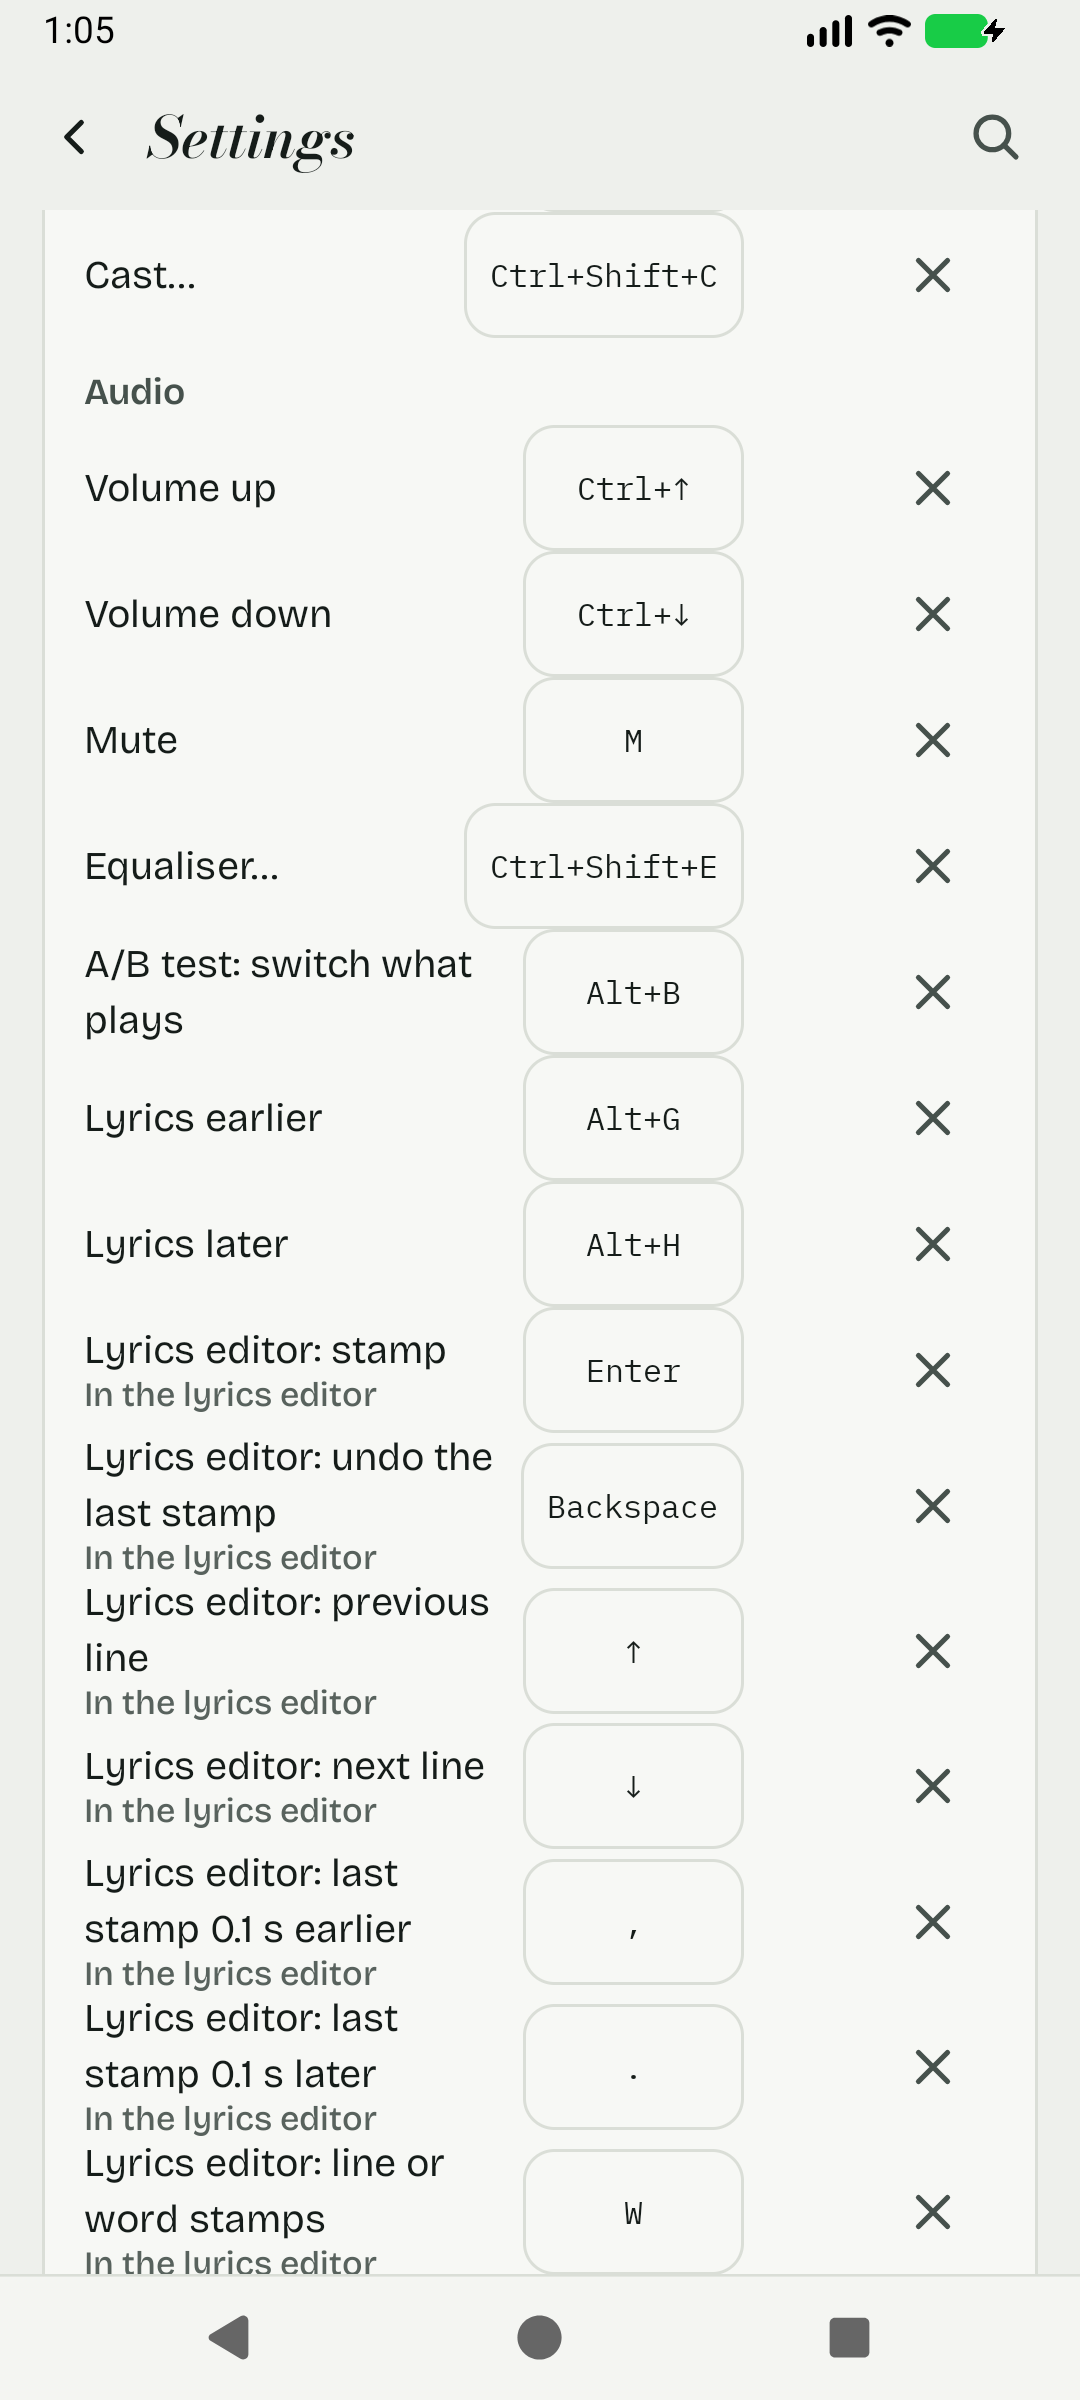 1:05
Settings
Cast...
Ctrl+Shift+C
Audio
Volume up
Ctrl+↑
Volume down
Ctrl+↓
Mute
M
Equaliser...
Ctrl+Shift+E
A/B test: switch what
plays
Alt+B
Lyrics earlier
Alt+G
Lyrics later
Alt+H
Lyrics editor: stamp
In the lyrics editor
Enter
Lyrics editor: undo the
last stamp
In the lyrics editor
Backspace
Lyrics editor: previous
line
In the lyrics editor
↑
Lyrics editor: next line
In the lyrics editor
↓
Lyrics editor: last
stamp 0.1 s earlier
In the lyrics editor
,
Lyrics editor: last
stamp 0.1 s later
In the lyrics editor
.
Lyrics editor: line or
word stamps
In the lyrics editor
W